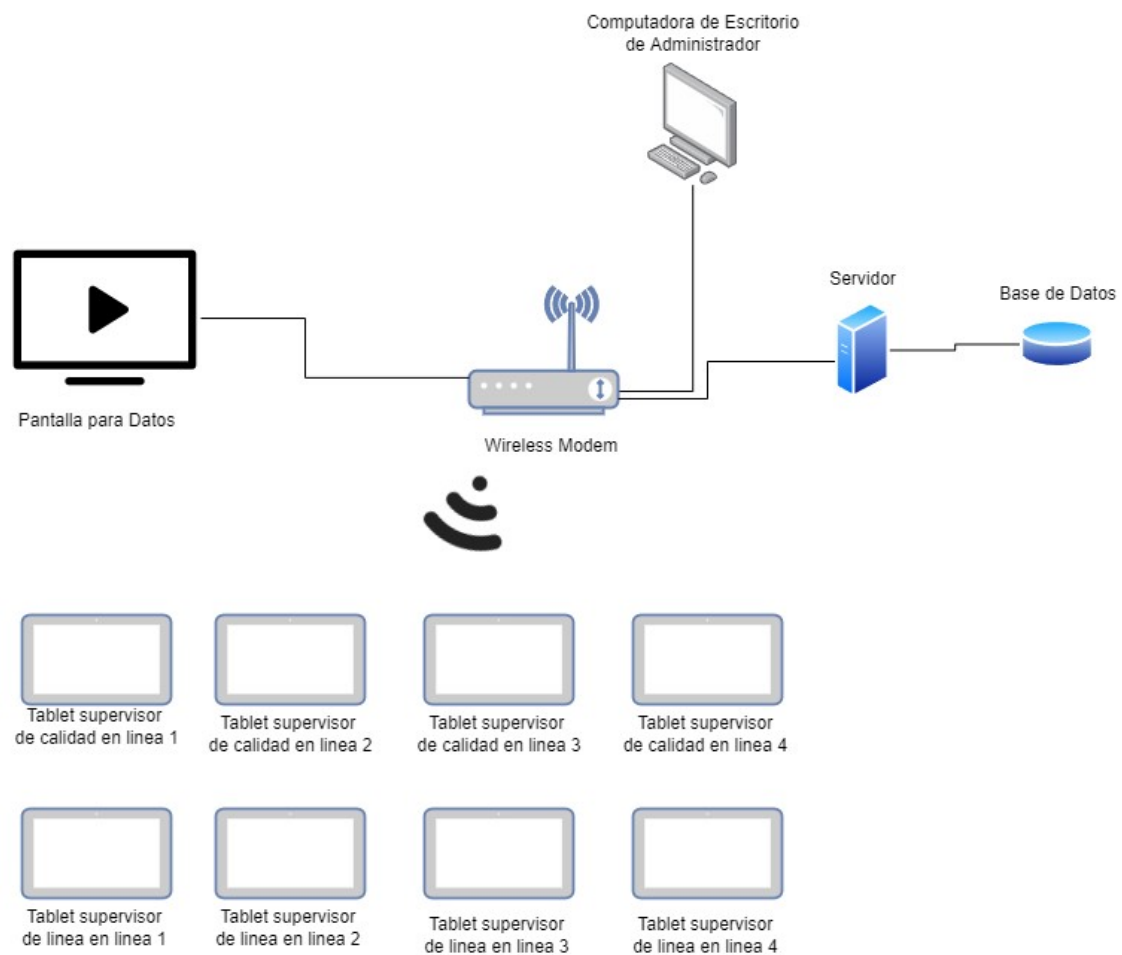 Computadora de Escritorio
de Administrador
Servidor
Base de Datos
Pantalla para Datos
Wireless Modem
Tablet supervisor
de calidad en linea 1
Tablet supervisor
de calidad en linea 2
Tablet supervisor
de calidad en linea 3
Tablet supervisor
de calidad en linea 4
Tablet supervisor
de linea en linea 1
Tablet supervisor
de linea en linea 2
Tablet supervisor
de linea en linea 3
Tablet supervisor
de linea en linea 4